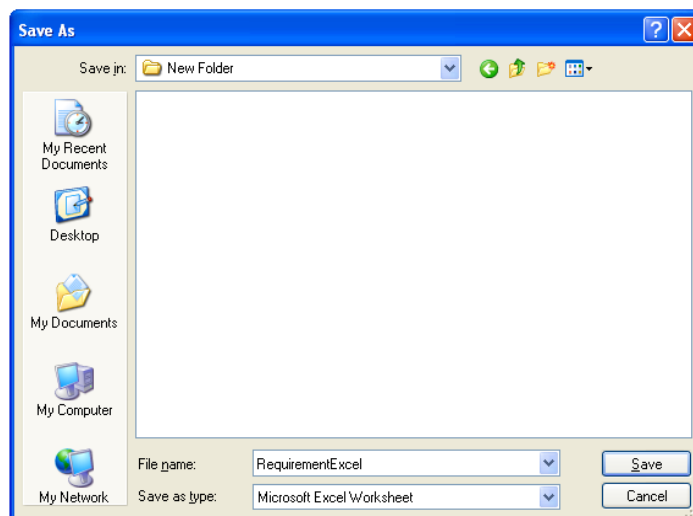 Save As
Save in:
New Folder
My Recent
Documents
Desktop
My Documents
My Computer
My Network
File name:
RequirementExcel
Save
Save as type:
Microsoft Excel Worksheet
Cancel